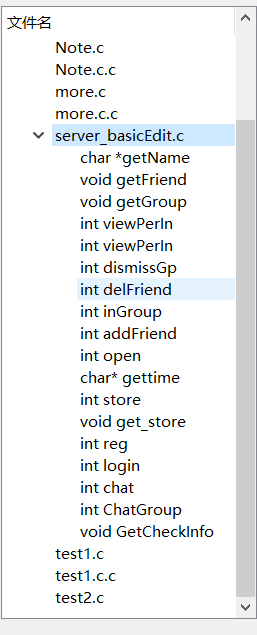 文件名
Note.c
Note.c.c
more.c
more.c.c
server_basicEdit.c
char *getName
void getFriend
void getGroup
int viewPerIn
int viewPerIn
int dismissGp
int delFriend
int inGroup
int addFriend
int open
char* gettime
int store
void get_store
int reg
int login
int chat
int ChatGroup
void GetCheckInfo
test1.c
test1.c.c
test2.c